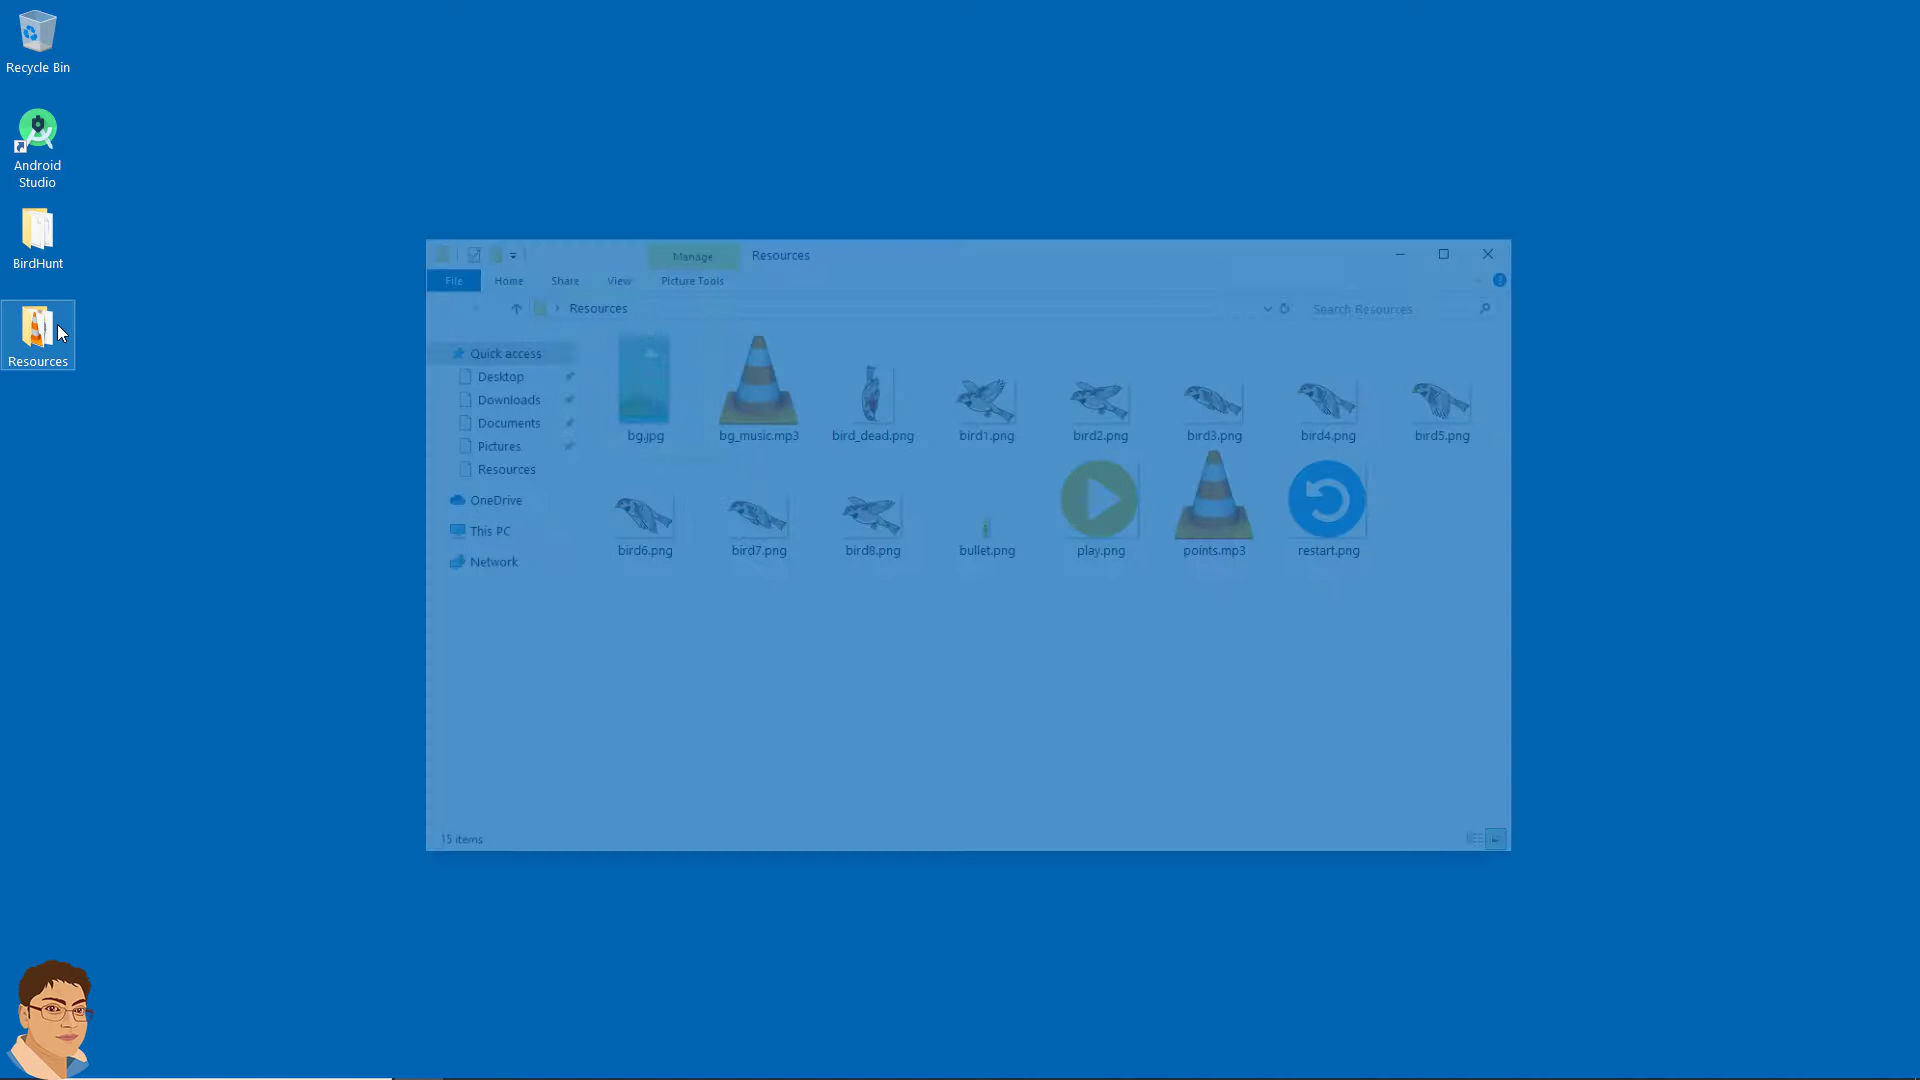 Recycle Bin
Android
Studio
BirdHunt
Resources
Manage
Resources
File
Home
Share
View
Picture Tools
Resources
Search Resources
Quick access
Desktop
Downloads
Documents
Pictures
Resources
OneDrive
This PC
Network
bg.jpg
bg_music.mp3
bird_dead.png
bird1.png
bird2.png
bird3.png
bird4.png
bird5.png
bird6.png
bird7.png
bird8.png
bullet.png
play.png
points.mp3
restart.png
15 items